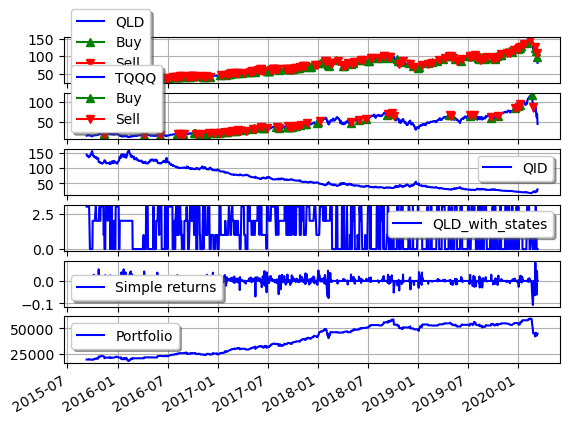 QLD
Buy
Sell
150
100
50
TQQQ
Buy
Sell
100
50
150
100
50
QID
2.5
0.0
QLD_with_states
0.0
−0.1
Simple returns
50000
25000
Portfolio
2015-07 2016-01 2016-07 2017-01 2017-07 2018-01 2018-07 2019-01 2019-07 2020-01